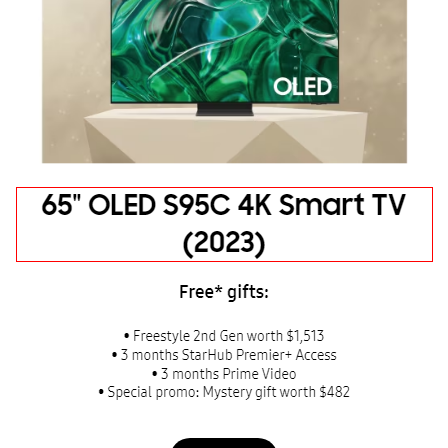 OLED
65" OLED S95C 4K Smart TV
(2023)
Free* gifts:
• Freestyle 2nd Gen worth $1,513
• 3 months StarHub Premier+ Access
• 3 months Prime Video
• Special promo: Mystery gift worth $482